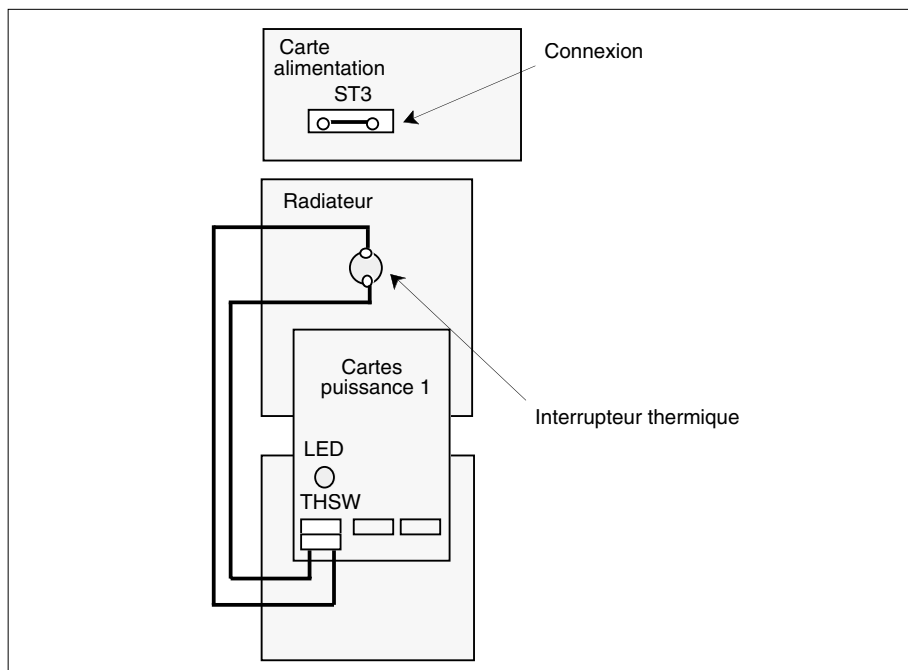 Carte
alimentation
ST3
Connexion
Radiateur
Cartes
puissance 1
Interrupteur thermique
LED
THSW